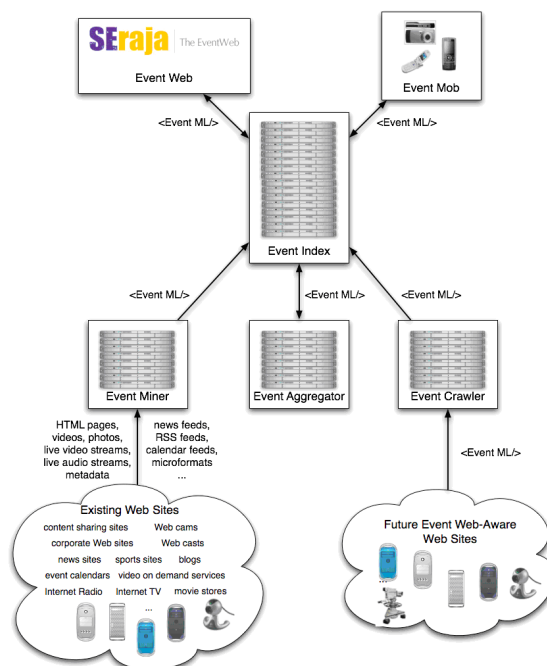 SEraja | The EventWeb
Event Web
Event Mob
<Event ML/>
<Event ML/>
Event Index
<Event ML/>
<Event ML/>
<Event ML/>
Event Miner
Event Aggregator
Event Crawler
HTML pages,
videos, photos,
live video streams,
live audio streams,
metadata
news feeds,
RSS feeds,
calendar feeds,
microformats
...
<Event ML/>
Existing Web Sites
content sharing sites Web cams
corporate Web sites Web casts
news sites sports sites blogs
event calendars video on demand services
Internet Radio Internet TV movie stores
...
Future Event Web-Aware
Web Sites
...